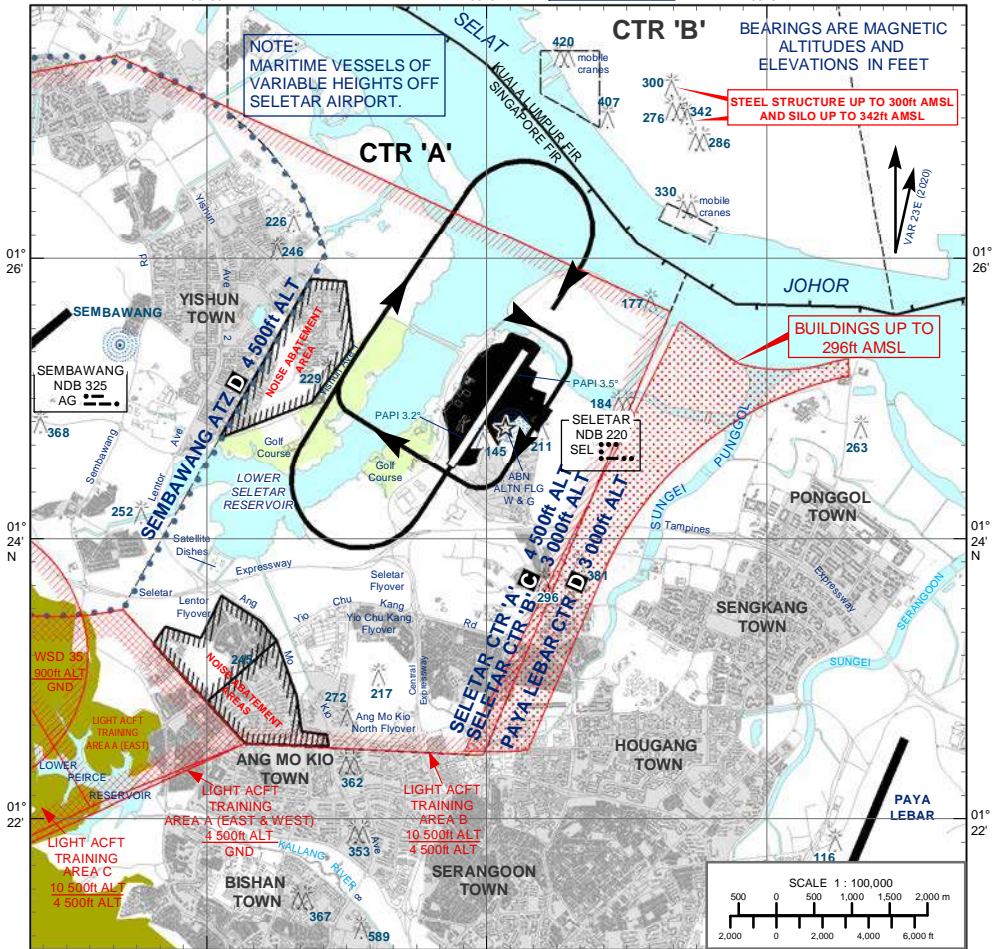 CTR 'B'
BEARINGS ARE MAGNETIC
ALTITUDES AND
ELEVATIONS IN FEET
NOTE:
MARITIME VESSELS OF
VARIABLE HEIGHTS OFF
SELETAR AIRPORT.
SELAT
KUALA LUMPUR FIR
SINGAPORE FIR
420
mobile
cranes
407
300
276
342
286
STEEL STRUCTURE UP TO 300ft AMSL
AND SILO UP TO 342ft AMSL
CTR 'A'
330
mobile
cranes
VAR 23'E (2020)
226
246
Yishun
Ave
2
Rd
01°
26'
01°
26'
YISHUN
TOWN
SEMBAWANG
SEMBAWANG
NDB 325
AG
368
Sembawang
SEMBAWANG ATZ D 4 500ft ALT
NOISE ABATEMENT
AREA
229
Yishun Ave 1
177
JOHOR
BUILDINGS UP TO
296ft AMSL
PAPI 3.5°
PAPI 3.2°
184
SELETAR
NDB 220
SEL
145
211
ABN
ALTN FLG
W & G
Golf
Course
Golf
Course
LOWER
SELETAR
RESERVOIR
SUNGEI
PUNGGOL
263
PONGGOL
TOWN
252
Lentor
Ave
01°
24'
N
01°
24'
N
Satellite
Dishes
Seletar
Expressway
Lentor
Flyover
Seletar
Flyover
Ang
Mo
Kio
Ave
8
Yio
Chu
Kang
Rd
Yio Chu Kang
Flyover
Central
Expressway
Tampines
Expressway
SENGKANG
TOWN
SERANGOON
SUNGEI
SELETAR CTR 'A' C 4 500ft ALT
SELETAR CTR 'B' C 3 000ft ALT
PAYA LEBAR CTR D 3 000ft ALT
296
381
WSD 35
900ft ALT
GND
245
NOISE ABATEMENT
AREAS
272
217
Ang Mo Kio
North Flyover
LIGHT ACFT
TRAINING
AREA A (EAST)
LOWER
PEIRCE
RESERVOIR
ANG MO KIO
TOWN
362
HOUGANG
TOWN
LIGHT ACFT
TRAINING
AREA A (EAST & WEST)
4 500ft ALT
GND
LIGHT ACFT
TRAINING
AREA B
10 500ft ALT
4 500ft ALT
01°
22'
01°
22'
PAYA
LEBAR
LIGHT ACFT
TRAINING
AREA C
10 500ft ALT
4 500ft ALT
353
KALLANG RIVER
116
BISHAN
TOWN
SERANGOON
TOWN
367
589
SCALE 1 : 100,000
500 0 500 1,000 1,500 2,000 m
2,000 0 2,000 4,000 6,000 ft